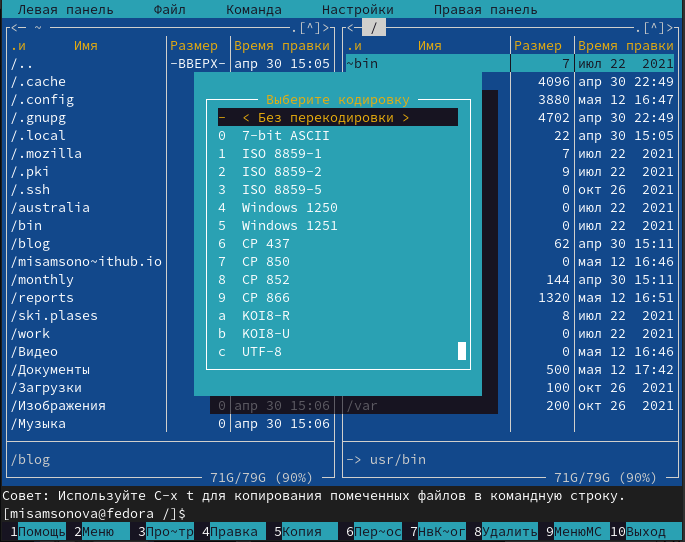 Левая панель Файл Команда Настройки Правая панель
<─ ~ .[^]> <─ / .[^]>
.и Имя Размер Время правки .и Имя Размер Время правки
/.. -ВВЕРХ- апр 30 15:05 ~bin 7 июл 22 2021
/.cache 4096 апр 30 22:49
/.config Выберите кодировку 3880 мая 12 16:47
/.gnupg - < Без перекодировки > 4702 апр 30 22:49
/.local 0 7-bit ASCII 22 апр 30 15:05
/.mozilla 1 ISO 8859-1 7 июл 22 2021
/.pki 2 ISO 8859-2 9 июл 22 2021
/.ssh 3 ISO 8859-5 0 окт 26 2021
/australia 4 Windows 1250 0 июл 22 2021
/bin 5 Windows 1251 0 июл 22 2021
/blog 6 CP 437 62 апр 30 15:11
/misamsono~ithub.io 7 CP 850 0 мая 12 16:46
/monthly 8 CP 852 144 апр 30 15:11
/reports 9 CP 866 1320 мая 12 16:51
/ski.plases a KOI8-R 8 июл 22 2021
/work b KOI8-U 0 июл 22 2021
/Видео c UTF-8 0 мая 12 16:46
/Документы 500 мая 12 17:42
/Загрузки 100 окт 26 2021
/Изображения 0 апр 30 15:06 /var 200 окт 26 2021
/Музыка 0 апр 30 15:06
/blog -> usr/bin
71G/79G (90%) 71G/79G (90%)
Совет: Используйте C-x t для копирования помеченных файлов в командную строку.
[misamsonova@fedora /]$
1Помощь 2Меню 3Про~тр 4Правка 5Копия 6Пер~ос 7НвК~ог 8Удалить 9МенюMC 10Выход